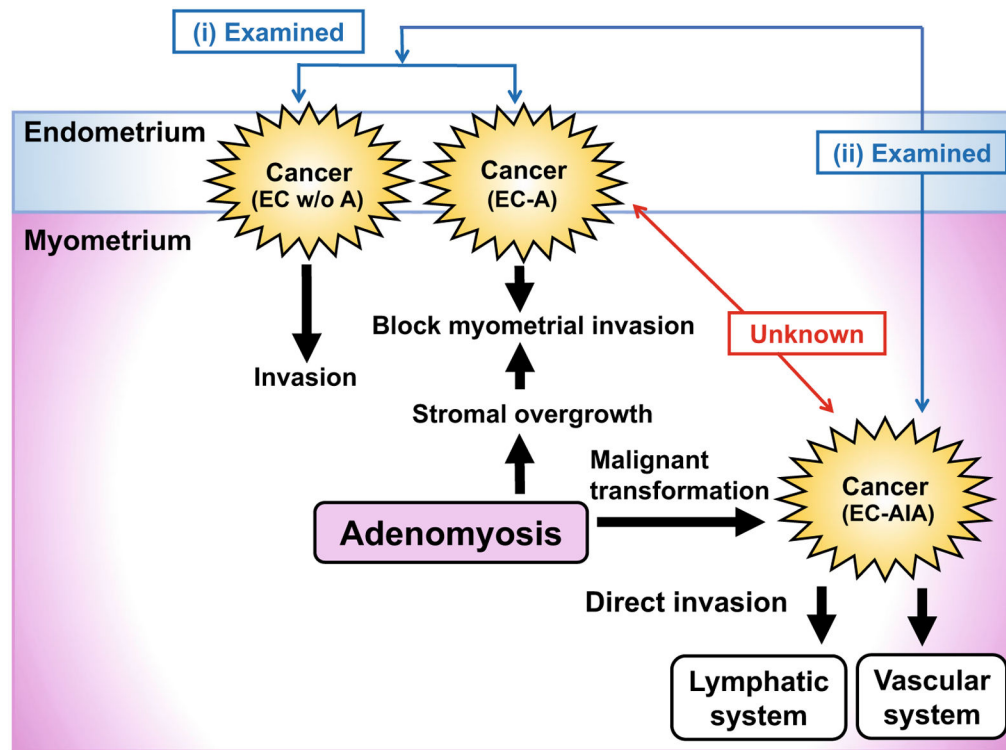 (i) Examined
Endometrium
Cancer
(EC w/o A)
Cancer
(EC-A)
(ii) Examined
Myometrium
Block myometrial invasion
Unknown
Invasion
Stromal overgrowth
Malignant
transformation
Cancer
(EC-AIA)
Adenomyosis
Direct invasion
Lymphatic
system
Vascular
system